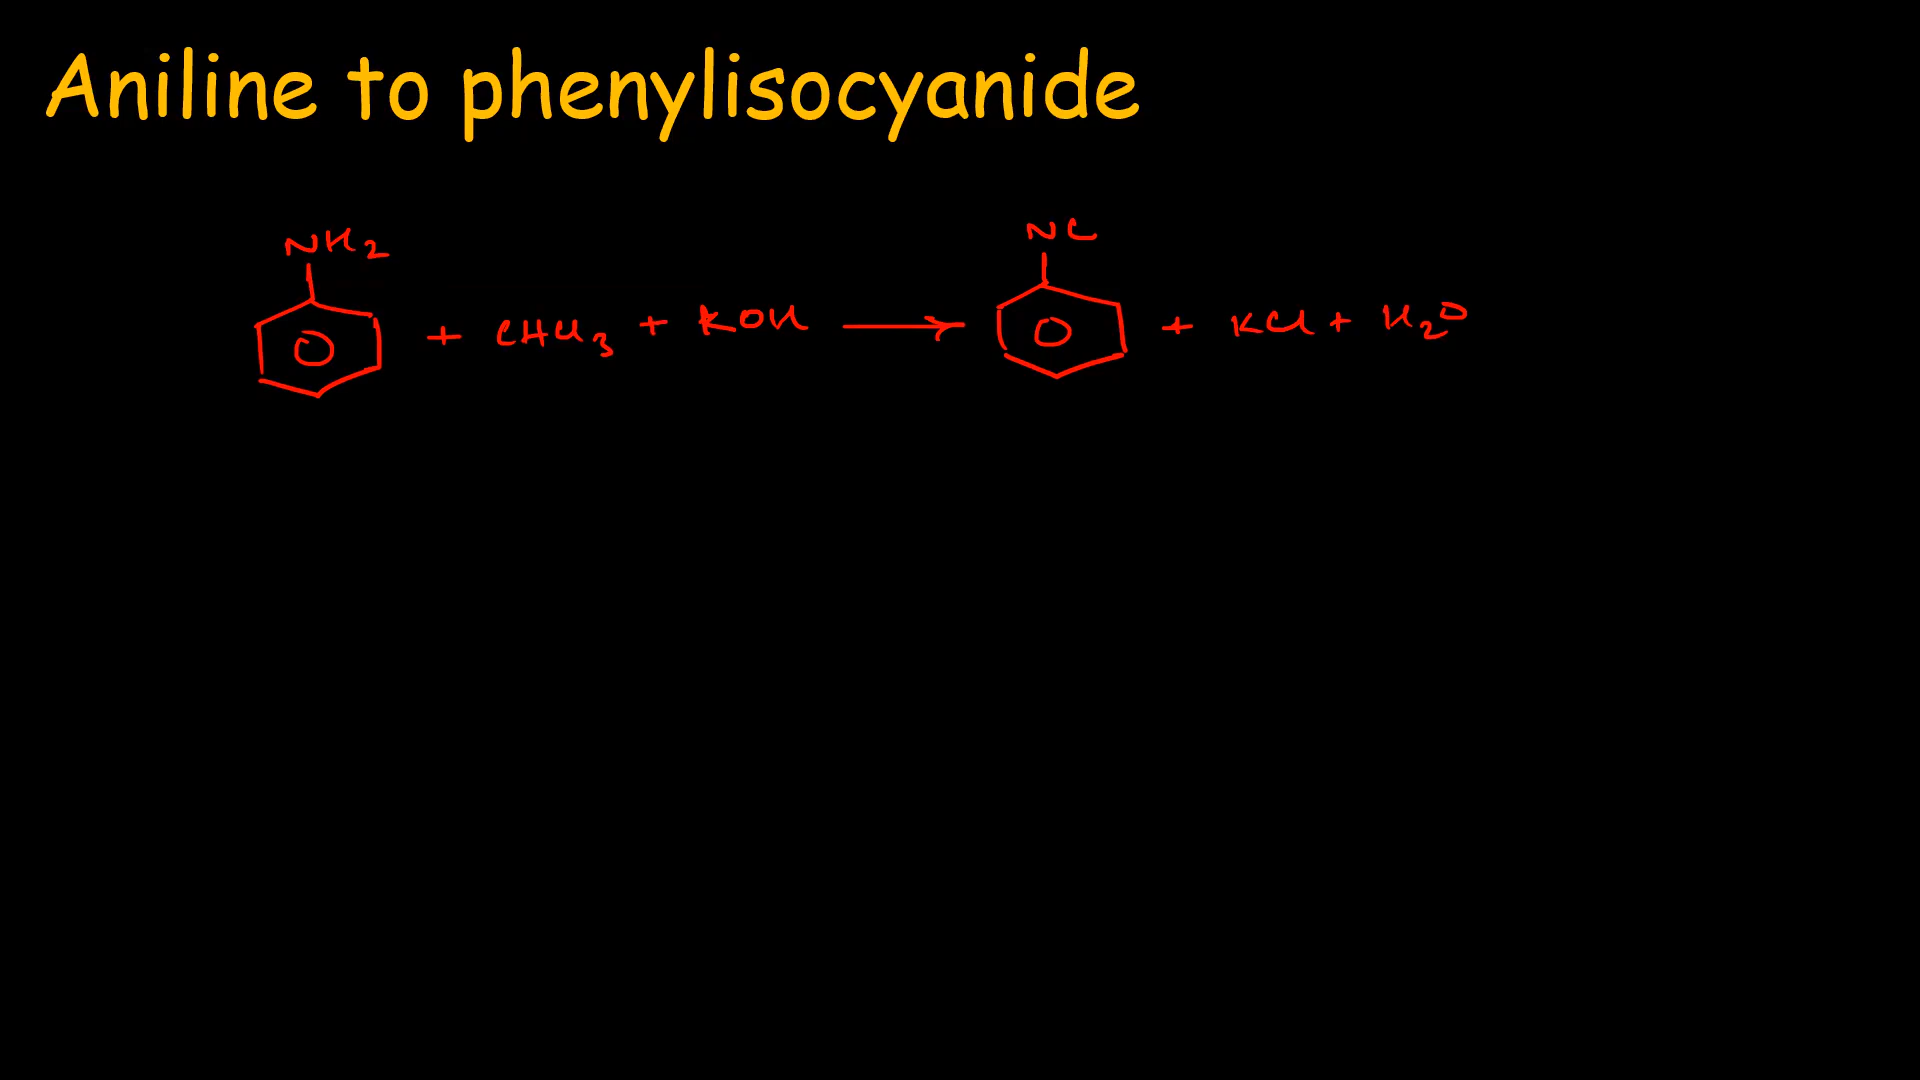 Aniline to phenylisocyanide
NH2 NC
+ CHCl3 + KOH → + KCl + H2O